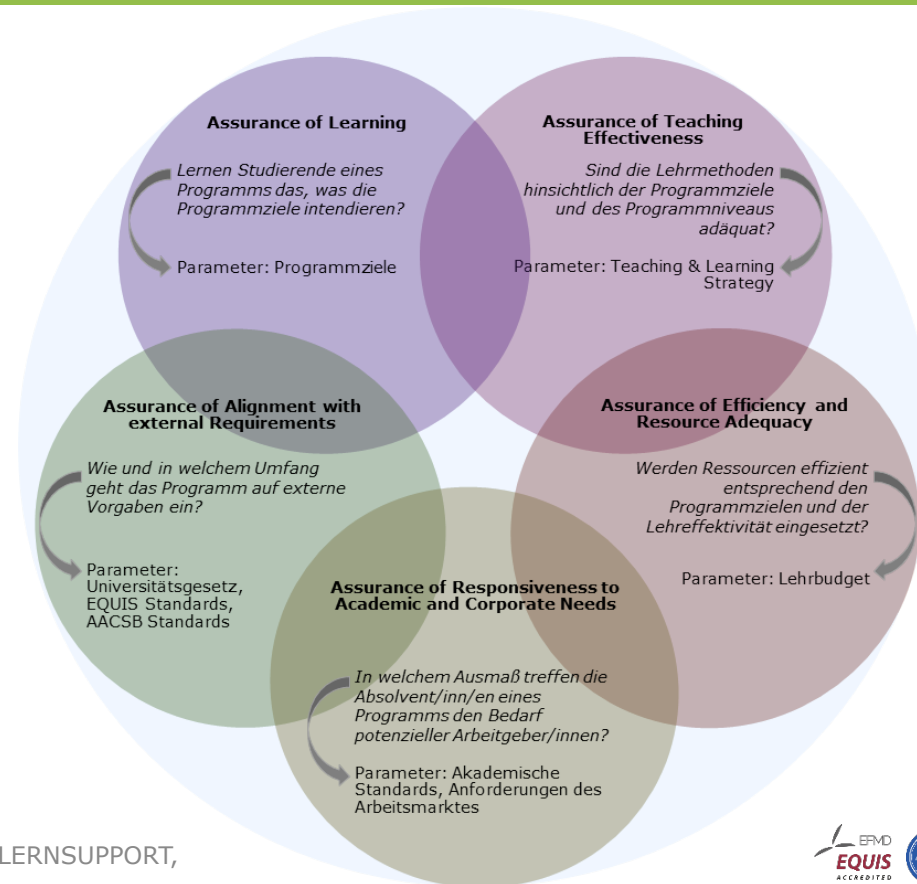 Assurance of Learning
Lernen Studierende eines
Programms das, was die
Programmziele intendieren?
Parameter: Programmziele
Assurance of Teaching
Effectiveness
Sind die Lehrmethoden
hinsichtlich der Programmziele
und des Programmniveaus
adäquat?
Parameter: Teaching & Learning
Strategy
Assurance of Alignment with
external Requirements
Wie und in welchem Umfang
geht das Programm auf externe
Vorgaben ein?
Parameter:
Universitätsgesetz,
EQUIS Standards,
AACSB Standards
Assurance of Efficiency and
Resource Adequacy
Werden Ressourcen effizient
entsprechend den
Programmzielen und der
Lehreffektivität eingesetzt?
Parameter: Lehrbudget
Assurance of Responsiveness to
Academic and Corporate Needs
In welchem Ausmaß treffen die
Absolvent/inn/en eines
Programms den Bedarf
potenzieller Arbeitgeber/innen?
Parameter: Akademische
Standards, Anforderungen des
Arbeitsmarktes
LERNSUPPORT,
EFMD
EQUIS
ACCREDITED